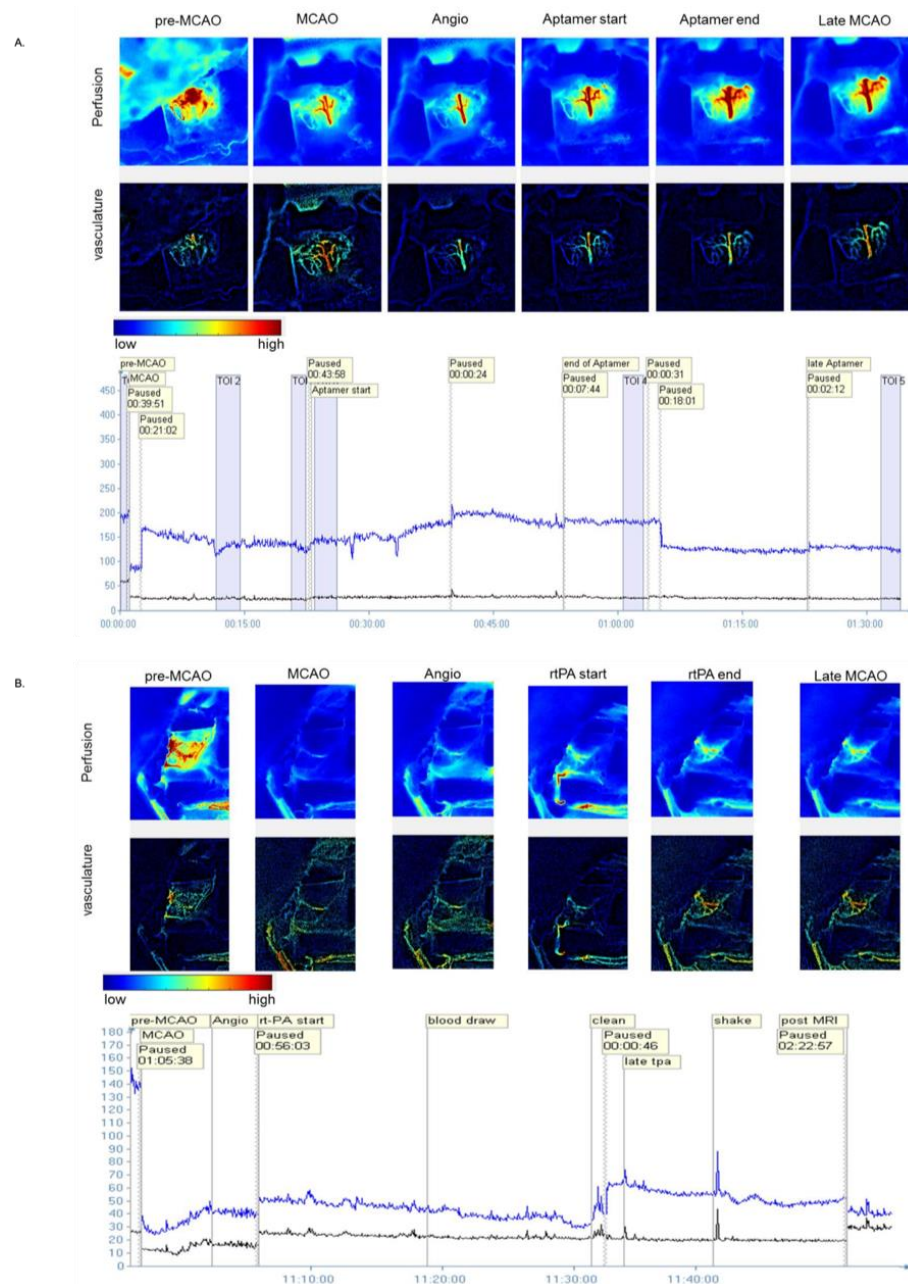 A.
pre-MCAO MCAO Angio Aptamer start Aptamer end Late MCAO
Perfusion
vasculature
low high
pre-MCAO
MCAO
Paused
00:39:51
Paused
00:21:02
TOI 2
Paused
00:43:58
Aptamer start
Paused
00:00:24
end of Aptamer
Paused
00:07:44
TOI 4
Paused
00:00:31
Paused
00:18:01
late Aptamer
Paused
00:02:12
TOI 5
450
400
350
300
250
200
150
100
50
0
00:00:00 00:15:00 00:30:00 00:45:00 01:00:00 01:15:00 01:30:00
B.
pre-MCAO MCAO Angio rtPA start rtPA end Late MCAO
Perfusion
vasculature
low high
pre-MCAO Angio rt-PA start blood draw clean shake post MRI
MCAO
Paused
01:05:38
Paused
00:56:03
Paused
00:00:46
late tpa
Paused
02:22:57
180
170
160
150
140
130
120
110
100
90
80
70
60
50
40
30
20
10
0
11:10:00 11:20:00 11:30:00 11:40:00